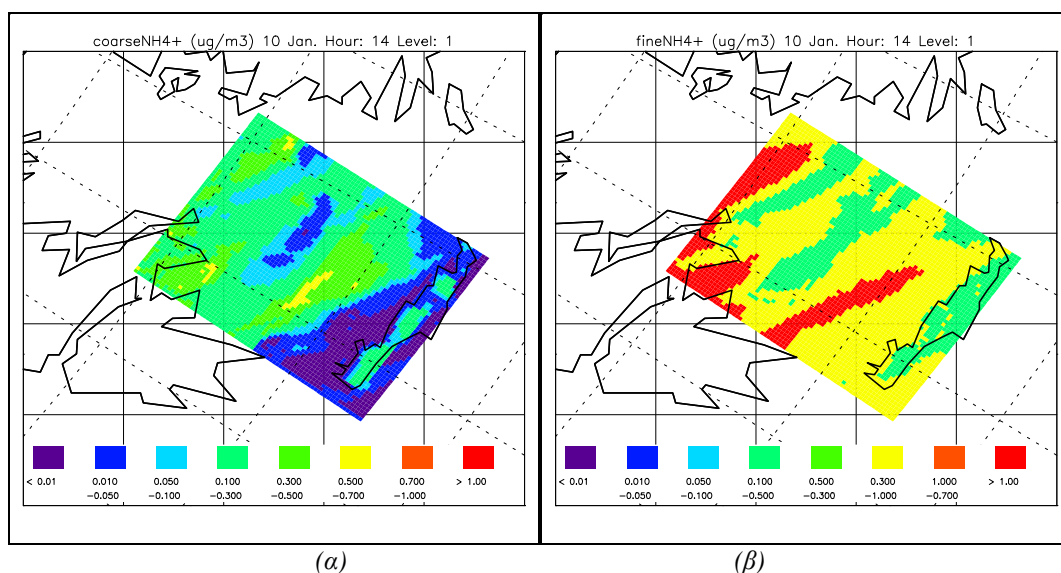 coarseNH4+ (ug/m3) 10 Jan. Hour: 14 Level: 1
< 0.01 0.010 0.050 0.100 0.300 0.500 0.700 > 1.00
-0.050 -0.100 -0.300 -0.500 -0.700 -1.000
(α)
fineNH4+ (ug/m3) 10 Jan. Hour: 14 Level: 1
< 0.01 0.010 0.050 0.100 0.500 0.300 1.000 > 1.00
-0.050 -0.100 -0.500 -0.300 -1.000 -0.700
(β)